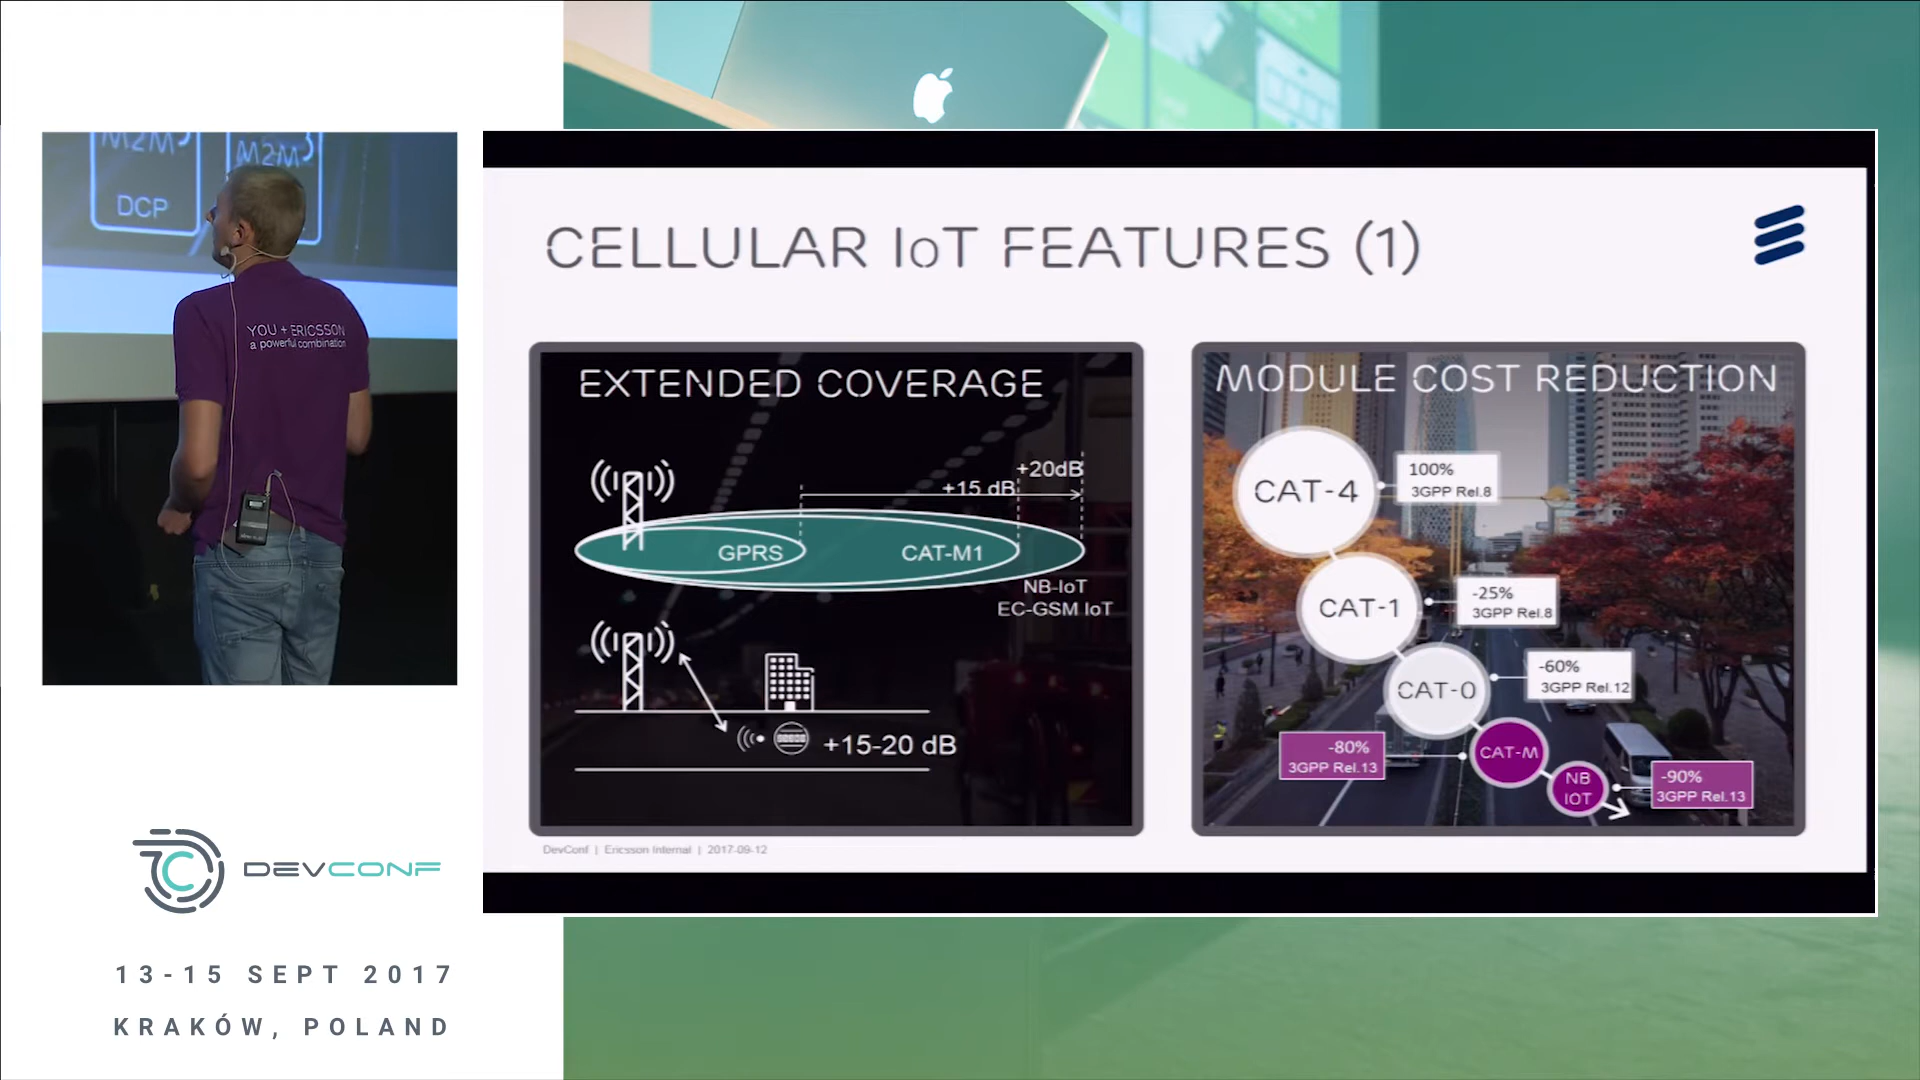 M2M
M2M
DCP
YOU + ERICSSON
a powerful combination
DEVCONF
13-15 SEPT 2017
KRAKÓW, POLAND
CELLULAR IoT FEATURES (1)
EXTENDED COVERAGE
+20dB
+15 dB
GPRS
CAT-M1
NB-IoT
EC-GSM IoT
+15-20 dB
MODULE COST REDUCTION
CAT-4
100%
3GPP Rel.8
CAT-1
-25%
3GPP Rel.8
CAT-0
-60%
3GPP Rel.12
-80%
3GPP Rel.13
CAT-M
NB
IOT
-90%
3GPP Rel.13
DevConf | Ericsson Internal | 2017-09-12